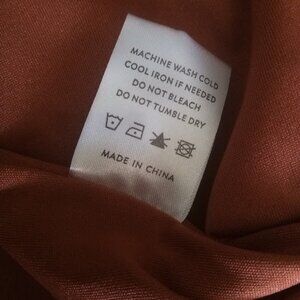 MACHINE WASH COLD
COOL IRON IF NEEDED
DO NOT BLEACH
DO NOT TUMBLE DRY
MADE IN CHINA